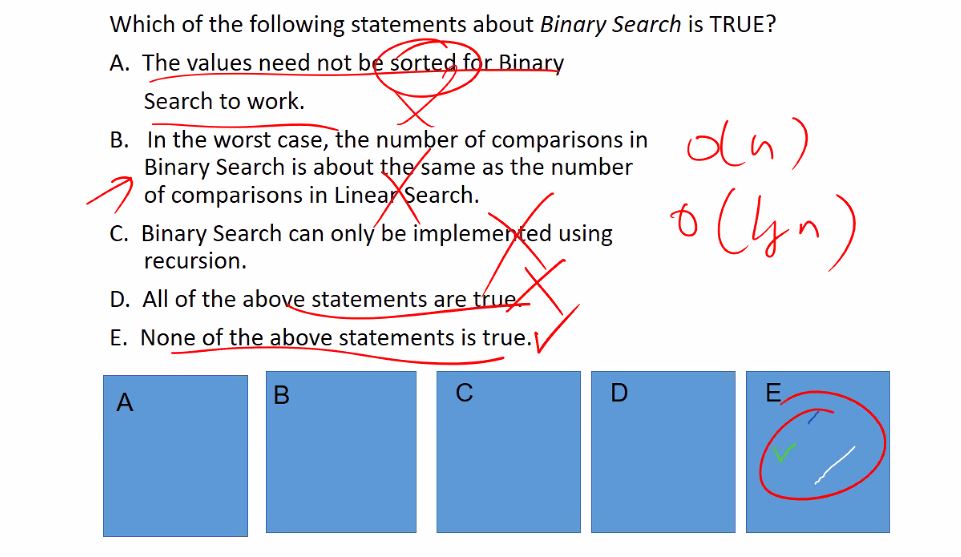 Which of the following statements about Binary Search is TRUE?
A. The values need not be sorted for Binary
Search to work.
B. In the worst case, the number of comparisons in
Binary Search is about the same as the number
of comparisons in Linear Search.
C. Binary Search can only be implemented using
recursion.
D. All of the above statements are true.
E. None of the above statements is true.
O(n)
O(lg n)
A B C D E